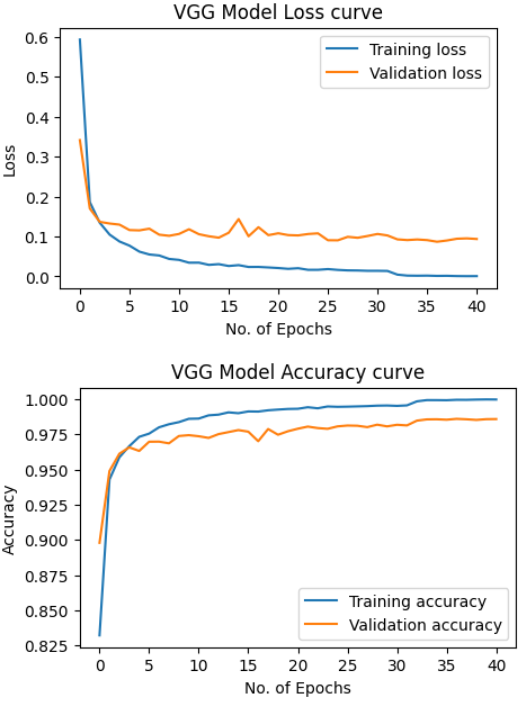 VGG Model Loss curve
0.6
0.5
0.4
0.3
0.2
0.1
0.0
Loss
Training loss
Validation loss
0 5 10 15 20 25 30 35 40
No. of Epochs
VGG Model Accuracy curve
1.000
0.975
0.950
0.925
0.900
0.875
0.850
0.825
Accuracy
Training accuracy
Validation accuracy
0 5 10 15 20 25 30 35 40
No. of Epochs